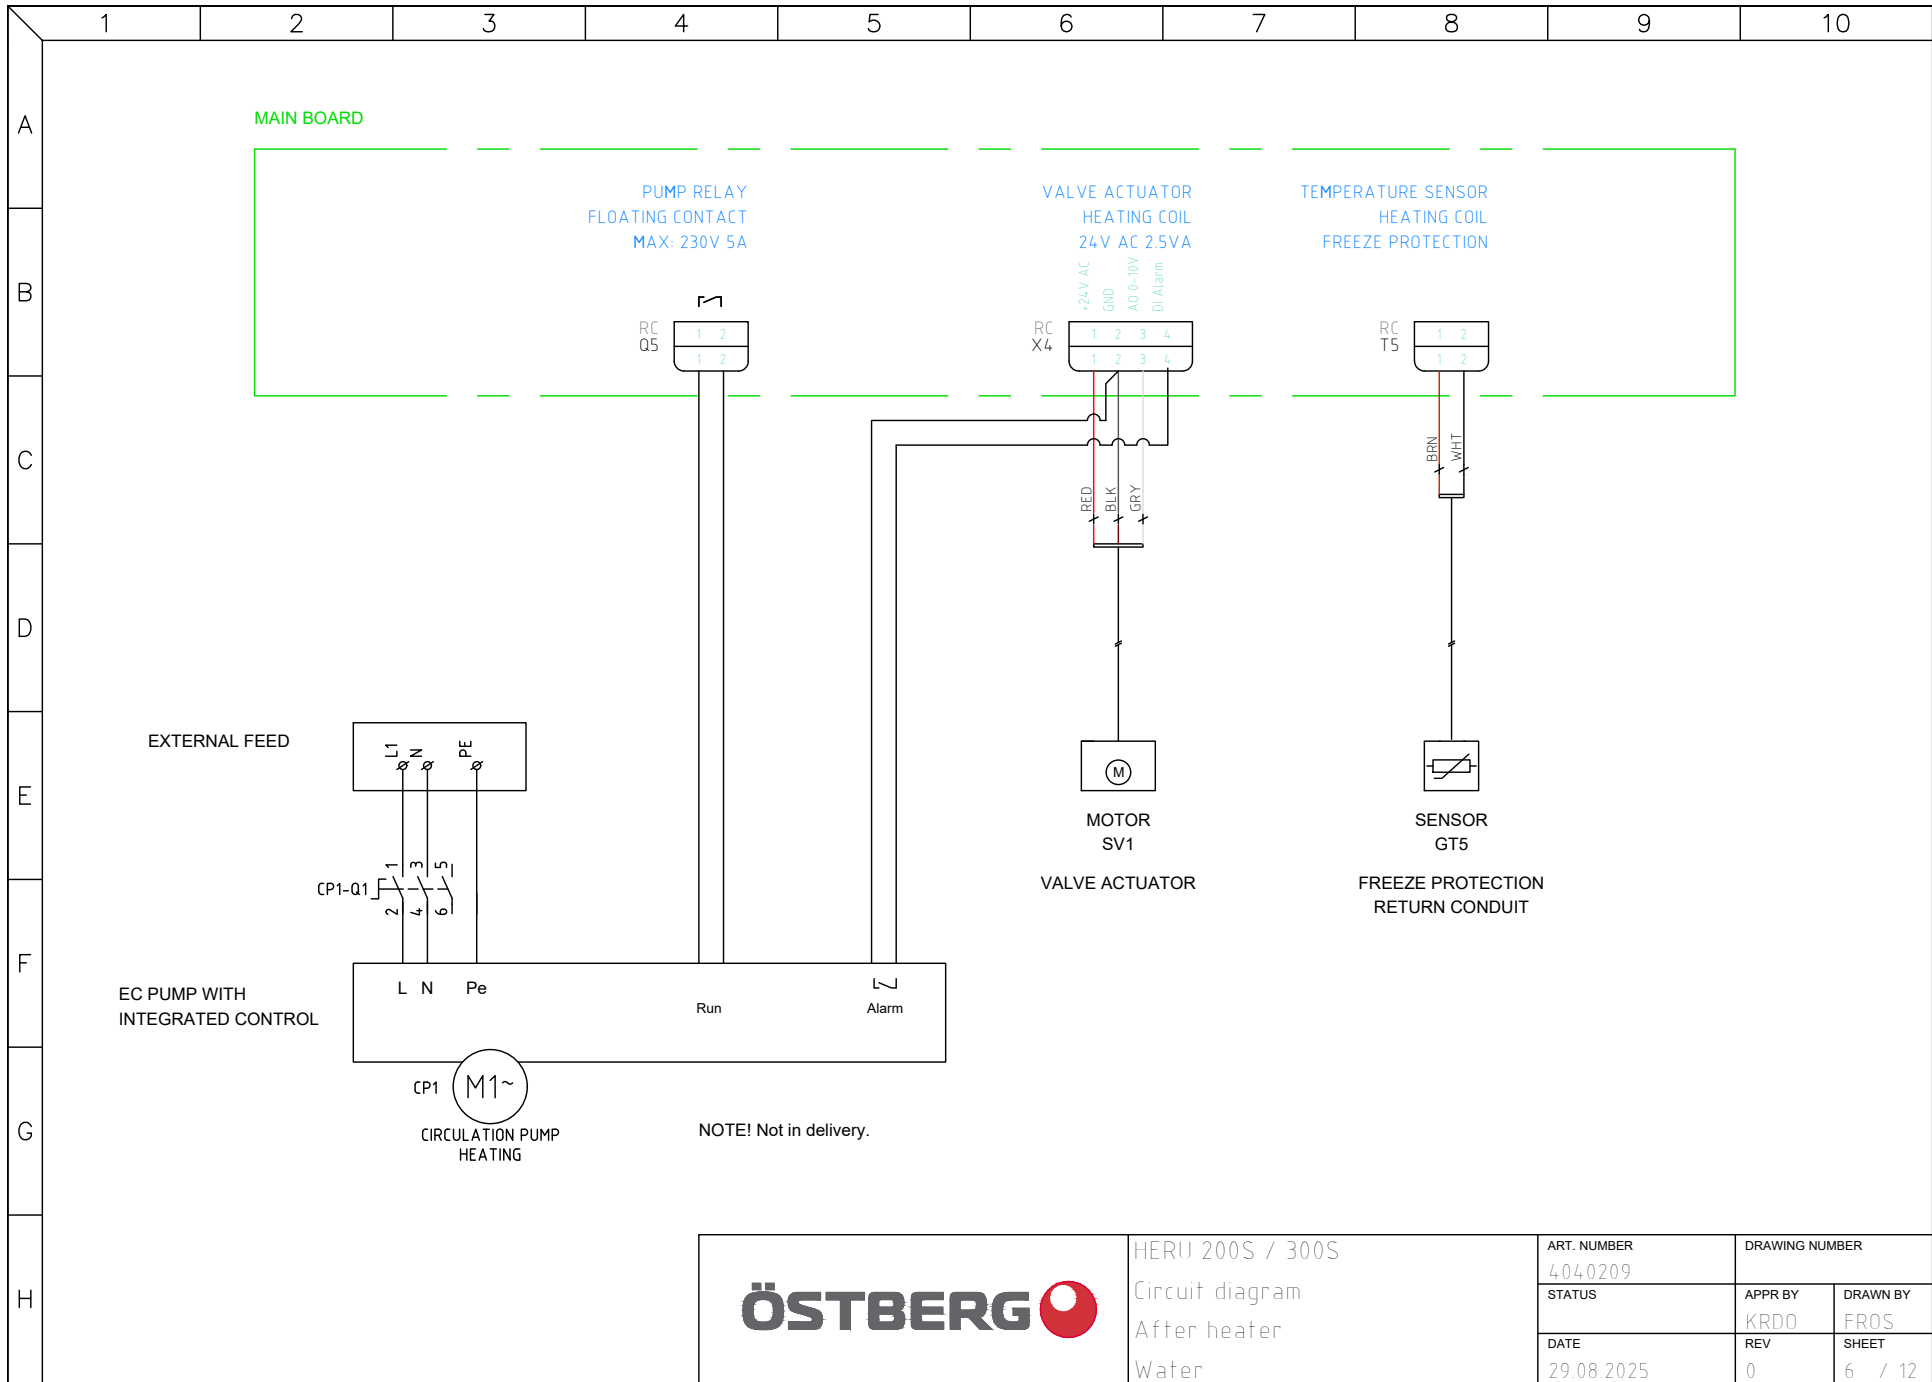 1 2 3 4 5 6 7 8 9 10
A
MAIN BOARD
PUMP RELAY
FLOATING CONTACT
MAX: 230V 5A
VALVE ACTUATOR
HEATING COIL
24V AC 2.5VA
TEMPERATURE SENSOR
HEATING COIL
FREEZE PROTECTION
B
+24V AC
GND
AO 0-10V
DI Alarm
RC
Q5
1 2
1 2
RC
X4
1 2 3 4
1 2 3 4
RC
T5
1 2
1 2
C
RED
BLK
GRY
BRN
WHT
D
EXTERNAL FEED
L1
N
PE
E
M
MOTOR
SV1
VALVE ACTUATOR
SENSOR
GT5
FREEZE PROTECTION
RETURN CONDUIT
CP1-Q1
1 3 5
2 4 6
F
EC PUMP WITH
INTEGRATED CONTROL
L N Pe
Run
Alarm
G
CP1
M1~
CIRCULATION PUMP
HEATING
NOTE! Not in delivery.
H
ÖSTBERG
HERU 200S / 300S
Circuit diagram
After heater
Water
ART. NUMBER
4040209
DRAWING NUMBER
STATUS
APPR BY
KRDO
DRAWN BY
FROS
DATE
29.08.2025
REV
0
SHEET
6 / 12